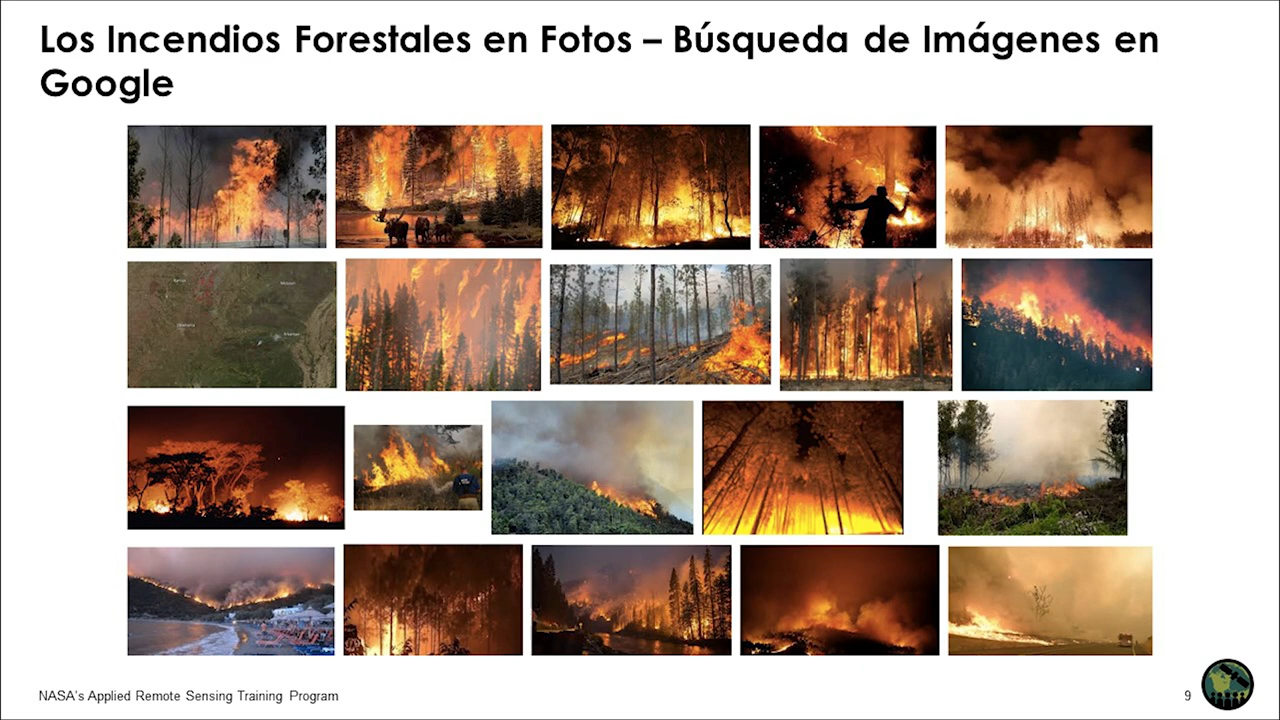 Los Incendios Forestales en Fotos – Búsqueda de Imágenes en
Google
NASA's Applied Remote Sensing Training Program
9